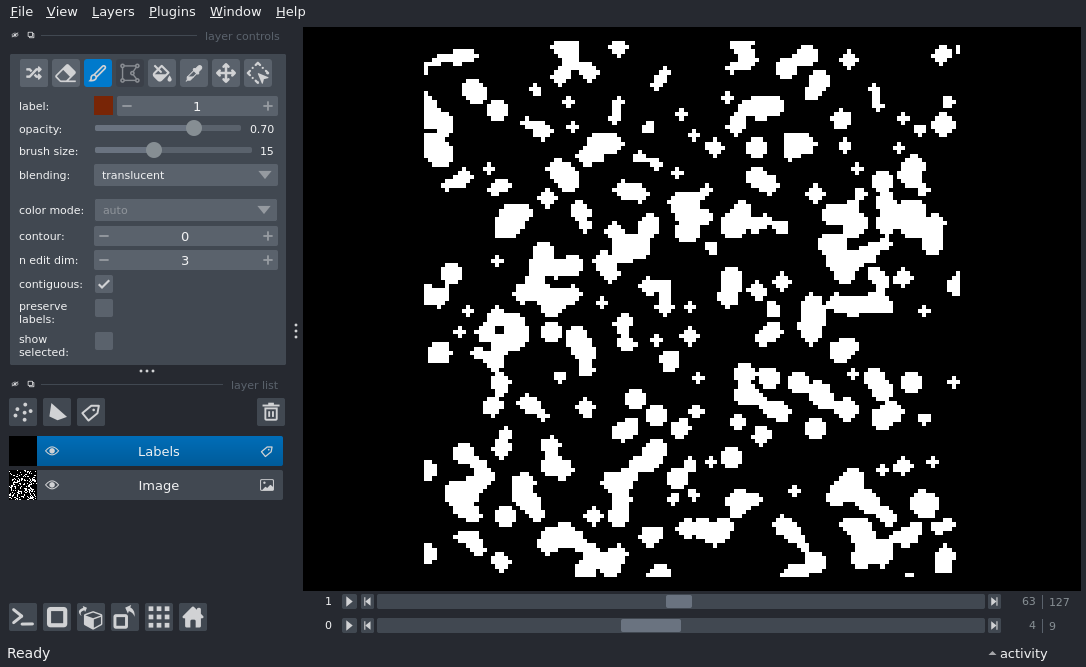 File View Layers Plugins Window Help
layer controls
label: 1
opacity: 0.70
brush size: 15
blending: translucent
color mode: auto
contour: 0
n edit dim: 3
contiguous:
preserve
labels:
show
selected:
layer list
Labels
Image
1 63 127
0 4 9
Ready activity